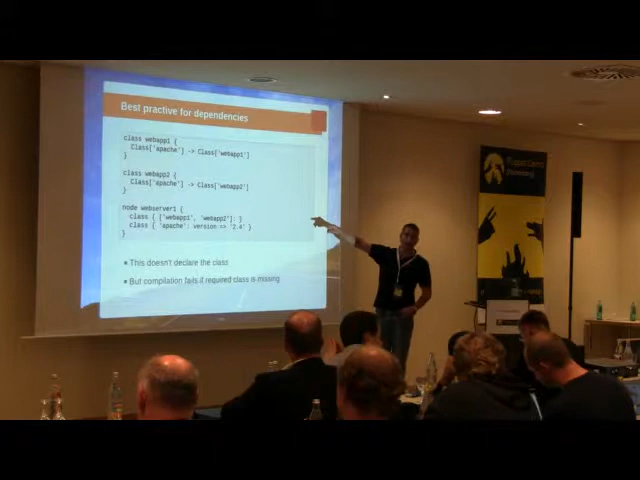 Best practive for dependencies
class webapp1 {
Class['apache'] -> Class['webapp1']
}
class webapp2 {
Class['apache'] -> Class['webapp2']
}
node webserver1 {
class { ['webapp1', 'webapp2']: }
class { 'apache': version => '2.4' }
}
This doesn't declare the class
But compilation fails if required class is missing